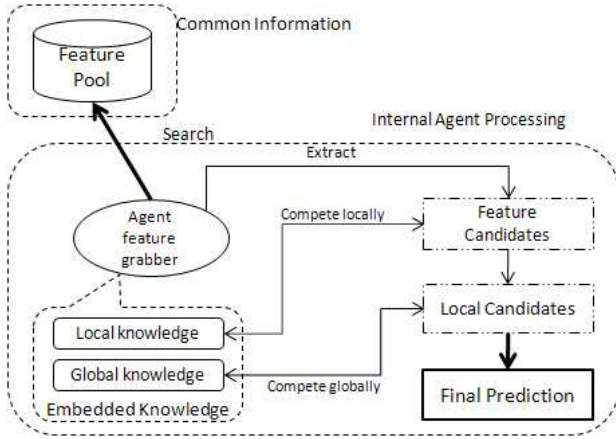 Common Information
Feature
Pool
Internal Agent Processing
Search
Extract
Agent
feature
grabber
Compete locally
Feature
Candidates
Local knowledge
Local Candidates
Global knowledge
Compete globally
Final Prediction
Embedded Knowledge